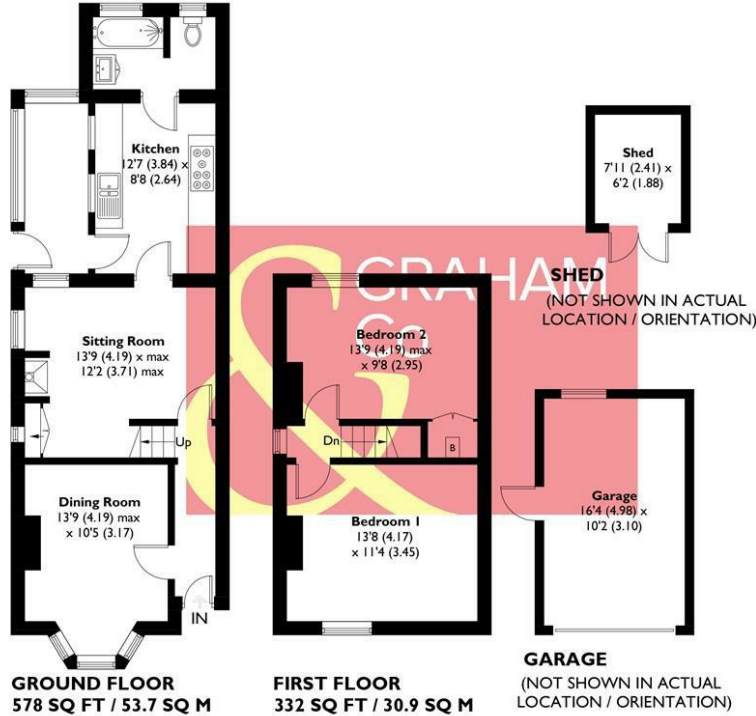 Kitchen
12'7 (3.84) x
8'8 (2.64)
Shed
7'11 (2.41) x
6'2 (1.88)
SHED
(NOT SHOWN IN ACTUAL
LOCATION / ORIENTATION)
& GRAHAM
Co
Sitting Room
13'9 (4.19) x max
12'2 (3.71) max
Up
Dining Room
13'9 (4.19) max
x 10'5 (3.17)
IN
Bedroom 2
13'9 (4.19) max
x 9'8 (2.95)
Dn
B
Bedroom 1
13'8 (4.17)
x 11'4 (3.45)
Garage
16'4 (4.98) x
10'2 (3.10)
GROUND FLOOR
578 SQ FT / 53.7 SQ M
FIRST FLOOR
332 SQ FT / 30.9 SQ M
GARAGE
(NOT SHOWN IN ACTUAL
LOCATION / ORIENTATION)